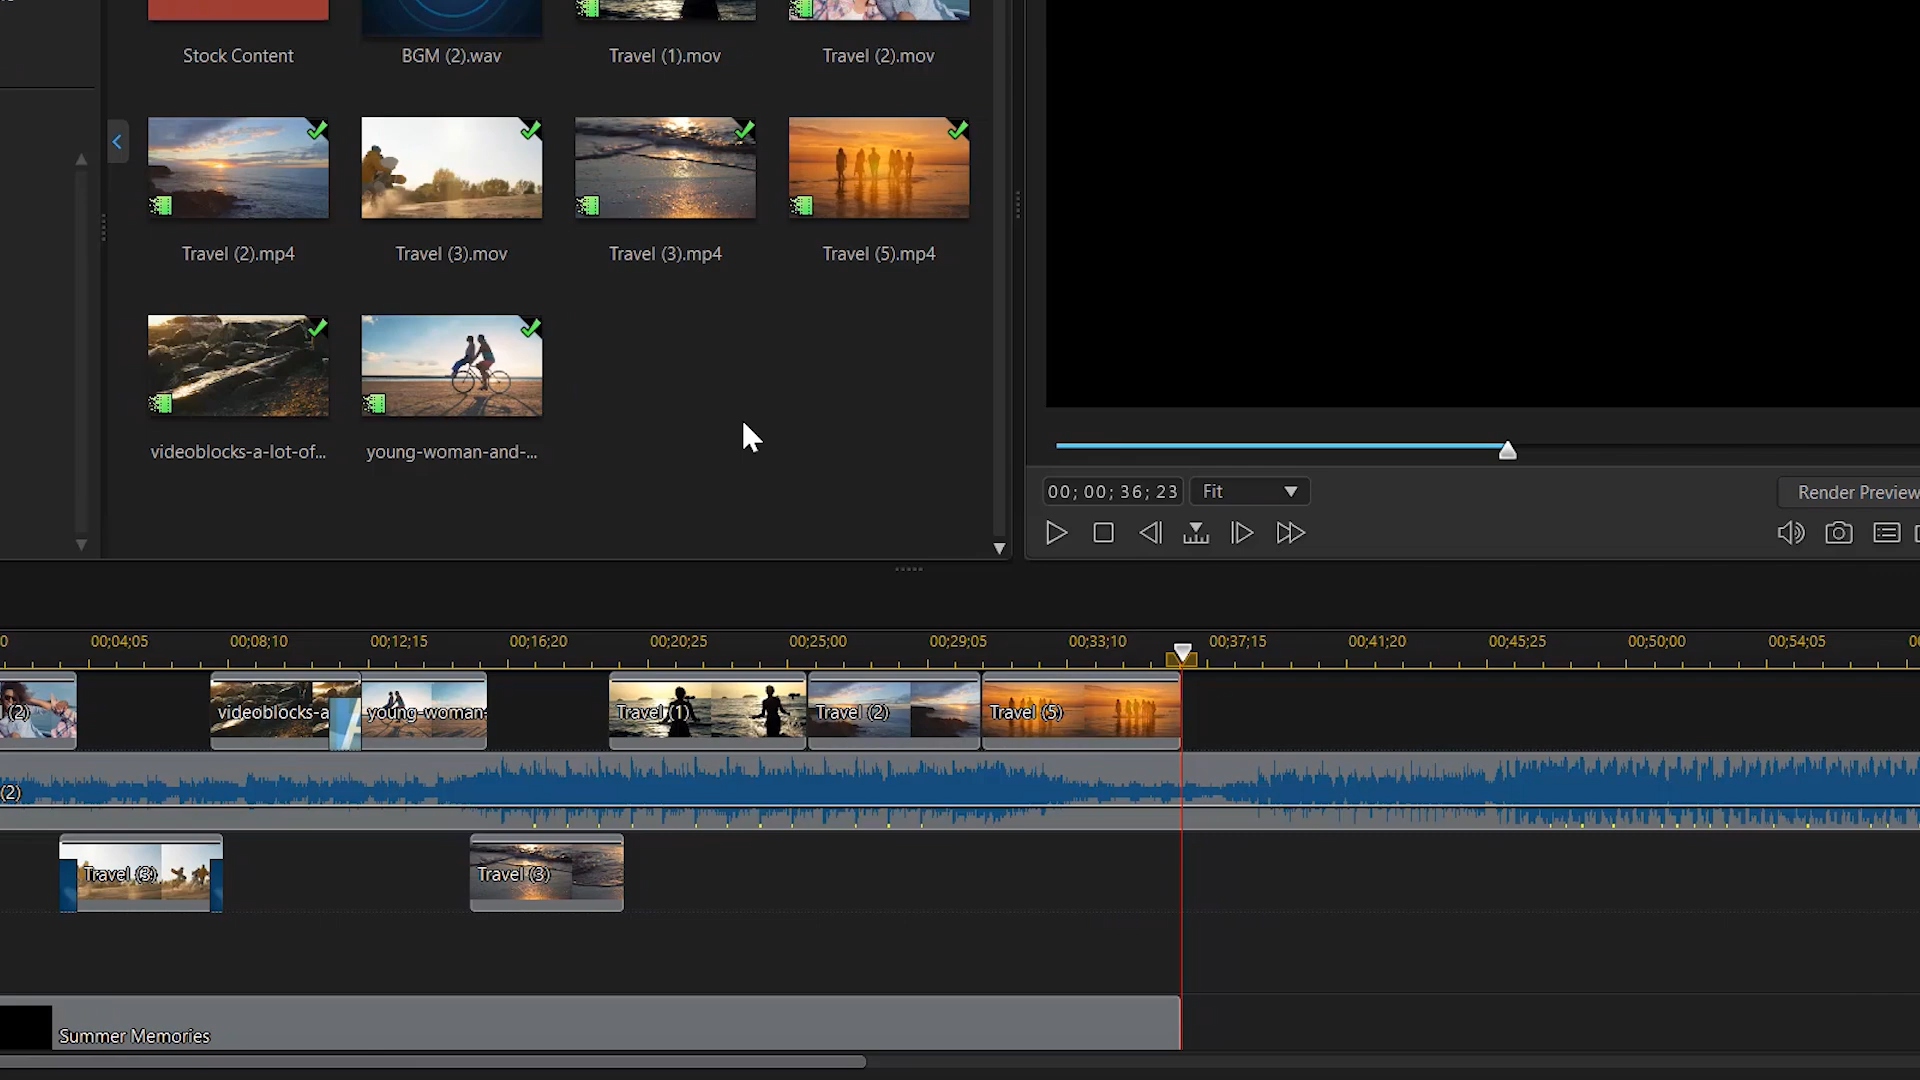 Stock Content
BGM (2).wav
Travel (1).mov
Travel (2).mov
Travel (2).mp4
Travel (3).mov
Travel (3).mp4
Travel (5).mp4
videoblocks-a-lot-of...
young-woman-and-...
00; 00; 36; 23
Fit
Render Preview
00;04;05
00;08;10
00;12;15
00;16;20
00;20;25
00;25;00
00;29;05
00;33;10
00;37;15
00;41;20
00;45;25
00;50;00
00;54;05
(2)
videoblocks-a
young-woman-
Travel (1)
Travel (2)
Travel (5)
(2)
Travel (3)
Travel (3)
Summer Memories